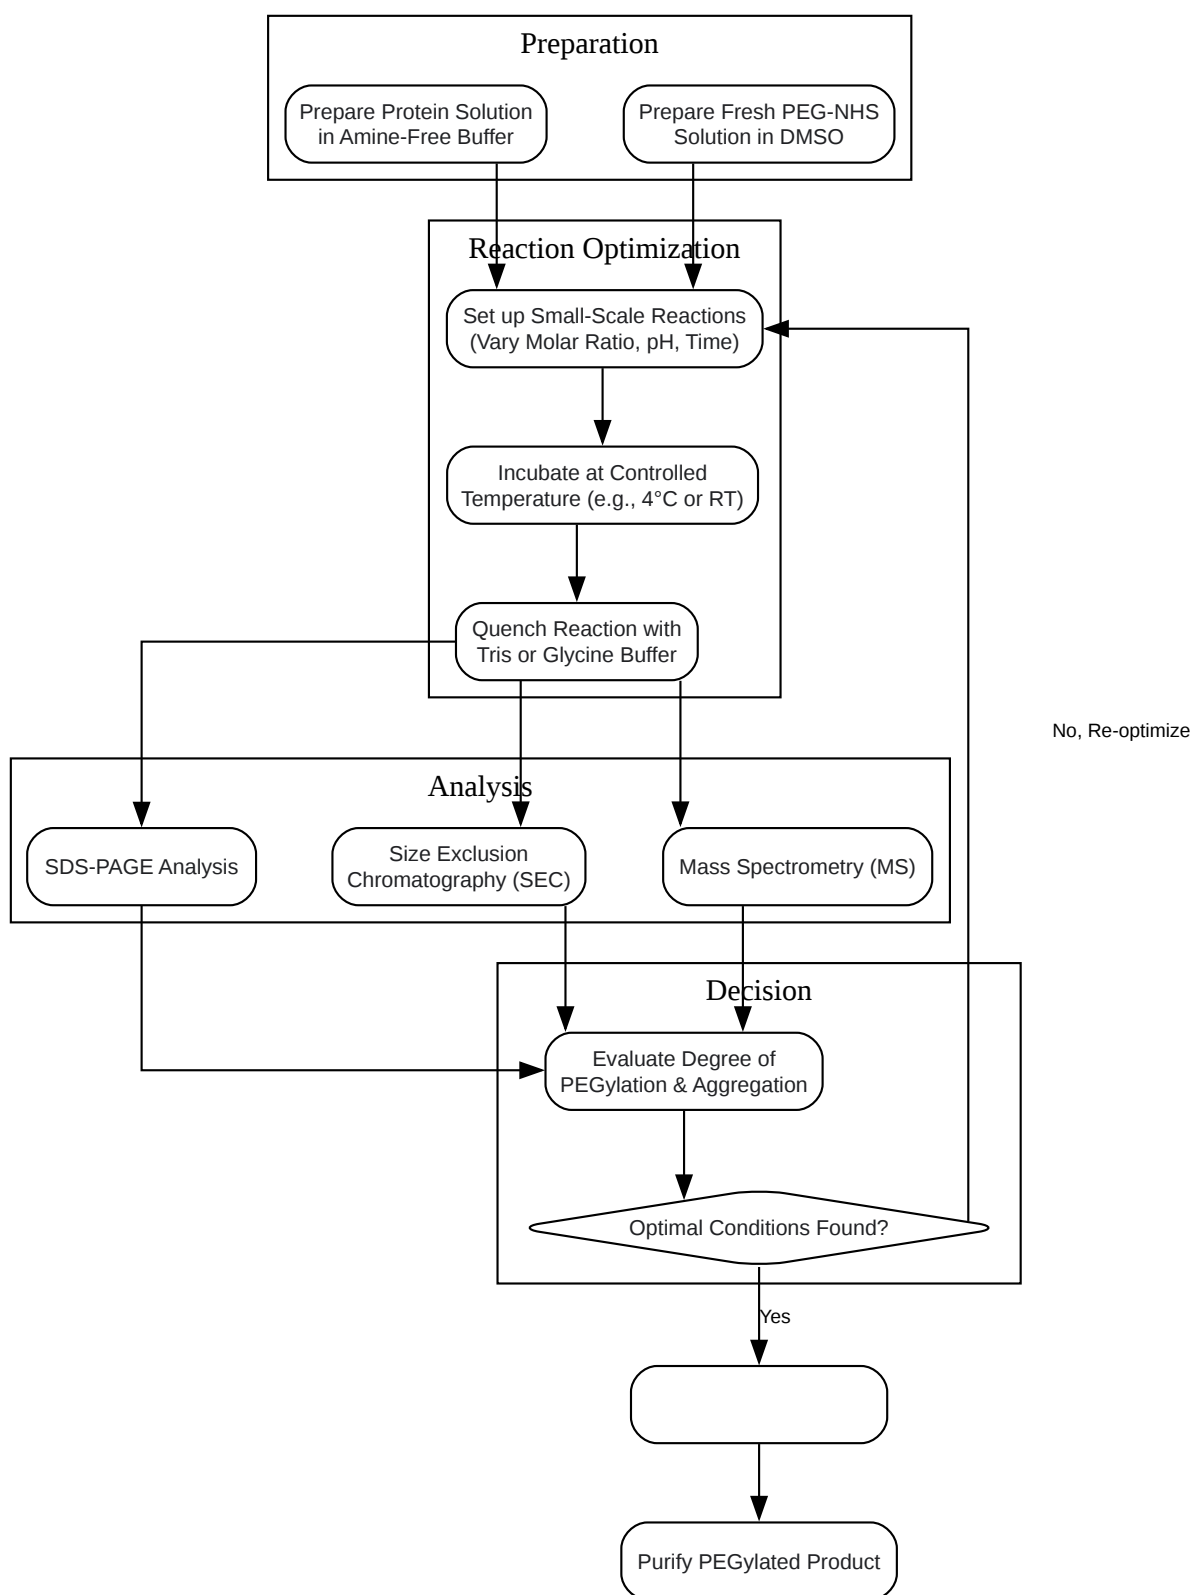 Preparation
Prepare Protein Solution
in Amine-Free Buffer
Prepare Fresh PEG-NHS
Solution in DMSO
Reaction Optimization
Set up Small-Scale Reactions
(Vary Molar Ratio, pH, Time)
Incubate at Controlled
Temperature (e.g., 4°C or RT)
Quench Reaction with
Tris or Glycine Buffer
No, Re-optimize
Analysis
SDS-PAGE Analysis
Size Exclusion
Chromatography (SEC)
Mass Spectrometry (MS)
Decision
Evaluate Degree of
PEGylation & Aggregation
Optimal Conditions Found?
Yes
Purify PEGylated Product